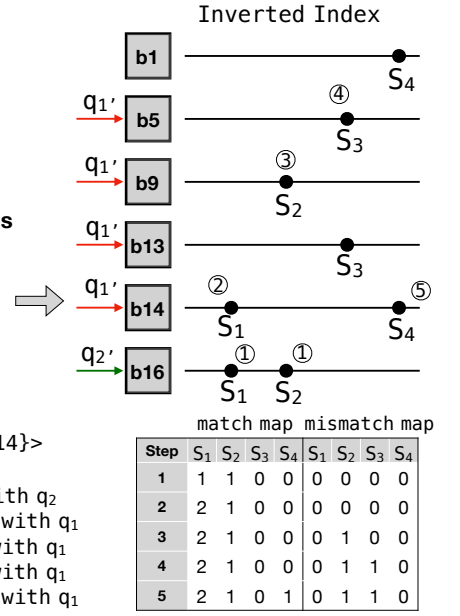 Inverted Index
b1
S4
q1′
b5
④
S3
q1′
b9
③
S2
s
q1′
b13
S3
q1′
b14
②
S1
⑤
S4
q2′
b16
①
S1
①
S2
match map mismatch map
Step S1 S2 S3 S4 S1 S2 S3 S4
1 1 1 0 0 0 0 0 0
2 2 1 0 0 0 0 0 0
3 2 1 0 0 0 1 0 0
4 2 1 0 0 0 1 1 0
5 2 1 0 1 0 1 1 0
14}>
ith q2
with q1
with q1
with q1
with q1